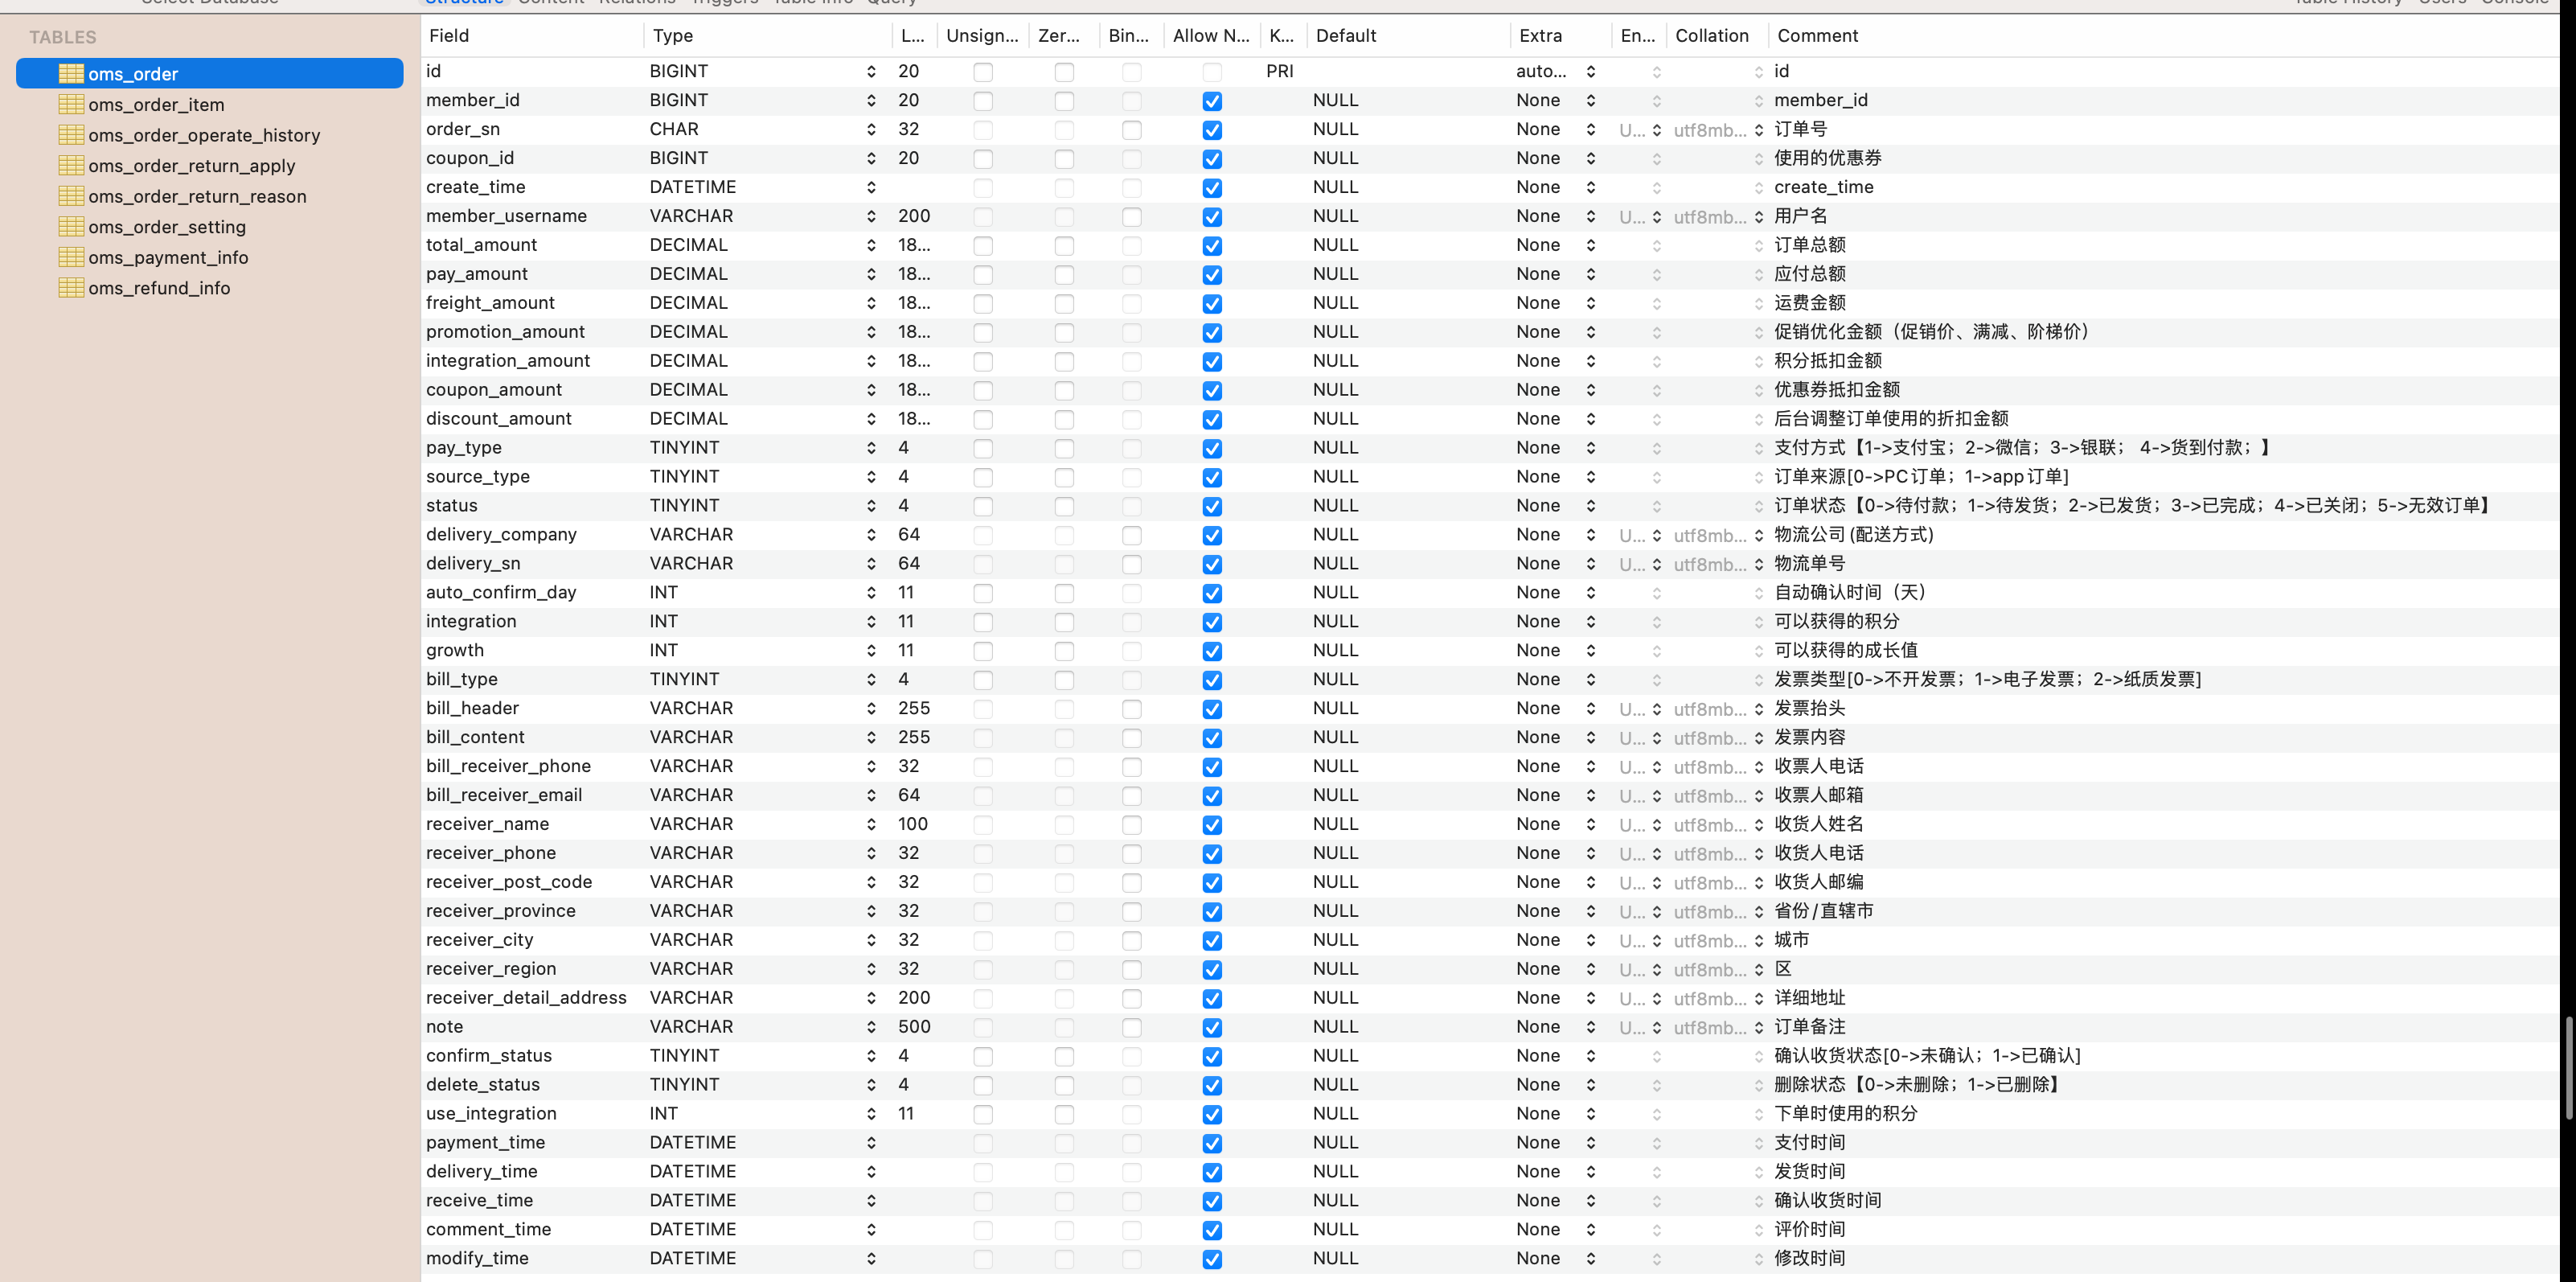 Select Database Structure Content Relations Triggers Table Info Query Table History Users Console
TABLES
oms_order
oms_order_item
oms_order_operate_history
oms_order_return_apply
oms_order_return_reason
oms_order_setting
oms_payment_info
oms_refund_info
Field Type L... Unsign... Zer... Bin... Allow N... K... Default Extra En... Collation Comment
id BIGINT 20 PRI auto... id
member_id BIGINT 20 NULL None member_id
order_sn CHAR 32 NULL None U... utf8mb... 订单号
coupon_id BIGINT 20 NULL None 使用的优惠券
create_time DATETIME NULL None create_time
member_username VARCHAR 200 NULL None U... utf8mb... 用户名
total_amount DECIMAL 18... NULL None 订单总额
pay_amount DECIMAL 18... NULL None 应付总额
freight_amount DECIMAL 18... NULL None 运费金额
promotion_amount DECIMAL 18... NULL None 促销优化金额（促销价、满减、阶梯价）
integration_amount DECIMAL 18... NULL None 积分抵扣金额
coupon_amount DECIMAL 18... NULL None 优惠券抵扣金额
discount_amount DECIMAL 18... NULL None 后台调整订单使用的折扣金额
pay_type TINYINT 4 NULL None 支付方式【1->支付宝；2->微信；3->银联； 4->货到付款；】
source_type TINYINT 4 NULL None 订单来源[0->PC订单；1->app订单]
status TINYINT 4 NULL None 订单状态【0->待付款；1->待发货；2->已发货；3->已完成；4->已关闭；5->无效订单】
delivery_company VARCHAR 64 NULL None U... utf8mb... 物流公司(配送方式)
delivery_sn VARCHAR 64 NULL None U... utf8mb... 物流单号
auto_confirm_day INT 11 NULL None 自动确认时间（天）
integration INT 11 NULL None 可以获得的积分
growth INT 11 NULL None 可以获得的成长值
bill_type TINYINT 4 NULL None 发票类型[0->不开发票；1->电子发票；2->纸质发票]
bill_header VARCHAR 255 NULL None U... utf8mb... 发票抬头
bill_content VARCHAR 255 NULL None U... utf8mb... 发票内容
bill_receiver_phone VARCHAR 32 NULL None U... utf8mb... 收票人电话
bill_receiver_email VARCHAR 64 NULL None U... utf8mb... 收票人邮箱
receiver_name VARCHAR 100 NULL None U... utf8mb... 收货人姓名
receiver_phone VARCHAR 32 NULL None U... utf8mb... 收货人电话
receiver_post_code VARCHAR 32 NULL None U... utf8mb... 收货人邮编
receiver_province VARCHAR 32 NULL None U... utf8mb... 省份/直辖市
receiver_city VARCHAR 32 NULL None U... utf8mb... 城市
receiver_region VARCHAR 32 NULL None U... utf8mb... 区
receiver_detail_address VARCHAR 200 NULL None U... utf8mb... 详细地址
note VARCHAR 500 NULL None U... utf8mb... 订单备注
confirm_status TINYINT 4 NULL None 确认收货状态[0->未确认；1->已确认]
delete_status TINYINT 4 NULL None 删除状态【0->未删除；1->已删除】
use_integration INT 11 NULL None 下单时使用的积分
payment_time DATETIME NULL None 支付时间
delivery_time DATETIME NULL None 发货时间
receive_time DATETIME NULL None 确认收货时间
comment_time DATETIME NULL None 评价时间
modify_time DATETIME NULL None 修改时间